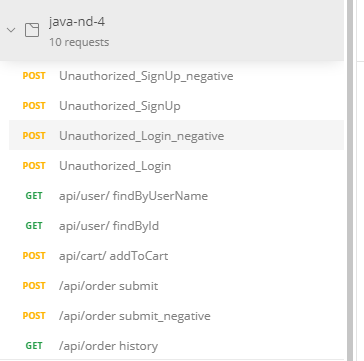 java-nd-4
10 requests
POST Unauthorized_SignUp_negative
POST Unauthorized_SignUp
POST Unauthorized_Login_negative
POST Unauthorized_Login
GET api/user/ findByUserName
GET api/user/ findById
POST api/cart/ addToCart
POST /api/order submit
POST /api/order submit_negative
GET /api/order history